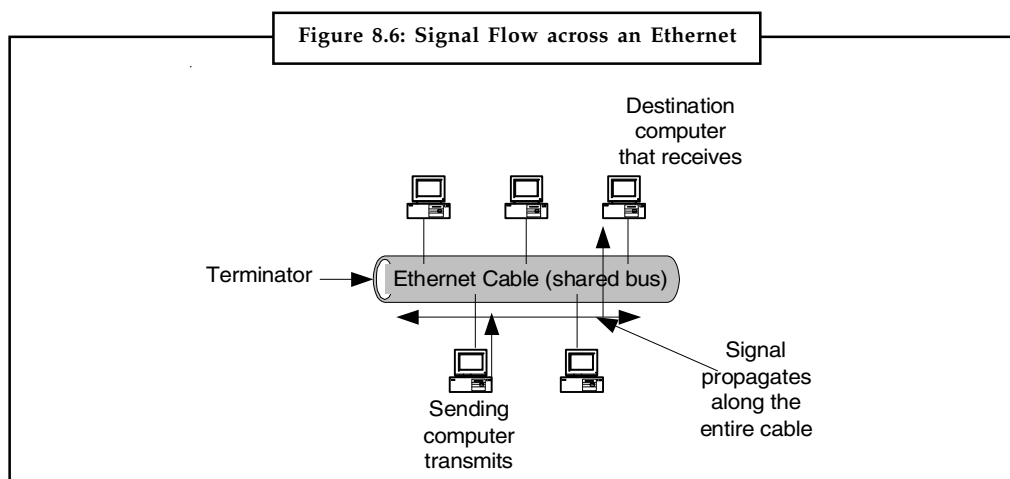 Figure 8.6: Signal Flow across an Ethernet
Destination
computer
that receives
Terminator
Ethernet Cable (shared bus)
Signal
propagates
along the
entire cable
Sending
computer
transmits